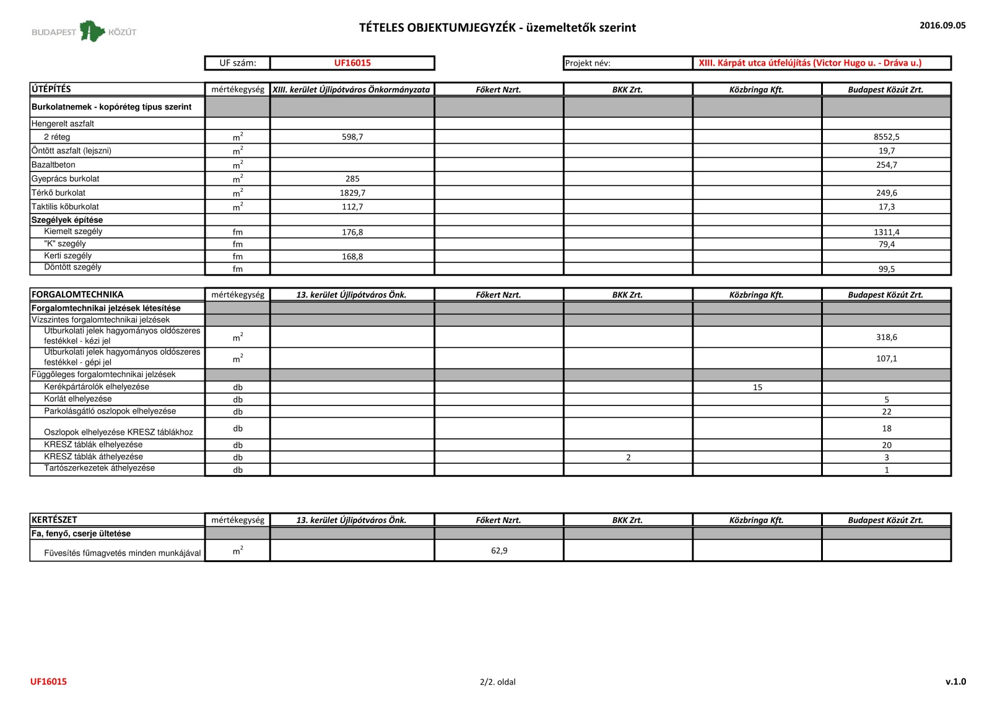 BUDAPEST KÖZÚT
TÉTELES OBJEKTUMJEGYZÉK - üzemeltetők szerint
2016.09.05
UF szám: UF16015 Projekt név: XIII. Kárpát utca útfelújítás (Victor Hugo u. - Dráva u.)
ÚTÉPÍTÉS mértékegység XIII. kerület Újlipótváros Önkormányzata Főkert Nzrt. BKK Zrt. Közbringa Kft. Budapest Közút Zrt.
Burkolatnemek - kopóréteg típus szerint
Hengerelt aszfalt
2 réteg m² 598,7 8552,5
Öntött aszfalt (lejszni) m² 19,7
Bazaltbeton m² 254,7
Gyeprács burkolat m² 285
Térkő burkolat m² 1829,7 249,6
Taktilis kőburkolat m² 112,7 17,3
Szegélyek építése
Kiemelt szegély fm 176,8 1311,4
"K" szegély fm 79,4
Kerti szegély fm 168,8
Döntött szegély fm 99,5
FORGALOMTECHNIKA mértékegység 13. kerület Újlipótváros Önk. Főkert Nzrt. BKK Zrt. Közbringa Kft. Budapest Közút Zrt.
Forgalomtechnikai jelzések létesítése
Vízszintes forgalomtechnikai jelzések
Útburkolati jelek hagyományos oldószeres
festékkel - kézi jel m² 318,6
Útburkolati jelek hagyományos oldószeres
festékkel - gépi jel m² 107,1
Függőleges forgalomtechnikai jelzések
Kerékpártárolók elhelyezése db 15
Korlát elhelyezése db 5
Parkolásgátló oszlopok elhelyezése db 22
Oszlopok elhelyezése KRESZ táblákhoz db 18
KRESZ táblák elhelyezése db 20
KRESZ táblák áthelyezése db 2 3
Tartószerkezetek áthelyezése db 1
KERTÉSZET mértékegység 13. kerület Újlipótváros Önk. Főkert Nzrt. BKK Zrt. Közbringa Kft. Budapest Közút Zrt.
Fa, fenyő, cserje ültetése
Füvesítés fűmagvetés minden munkájával m² 62,9
UF16015 2/2. oldal v.1.0